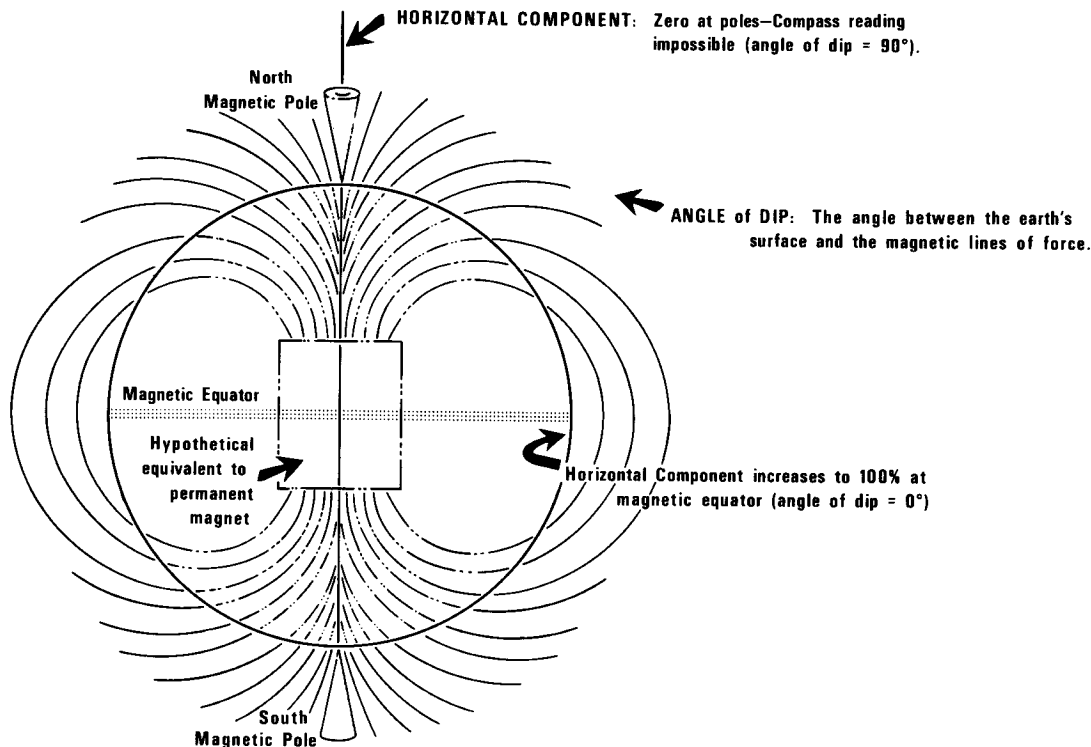 HORIZONTAL COMPONENT: Zero at poles—Compass reading
impossible (angle of dip = 90°).
North
Magnetic Pole
ANGLE of DIP: The angle between the earth's
surface and the magnetic lines of force.
Magnetic Equator
Hypothetical
equivalent to
permanent
magnet
Horizontal Component increases to 100% at
magnetic equator (angle of dip = 0°)
South
Magnetic Pole